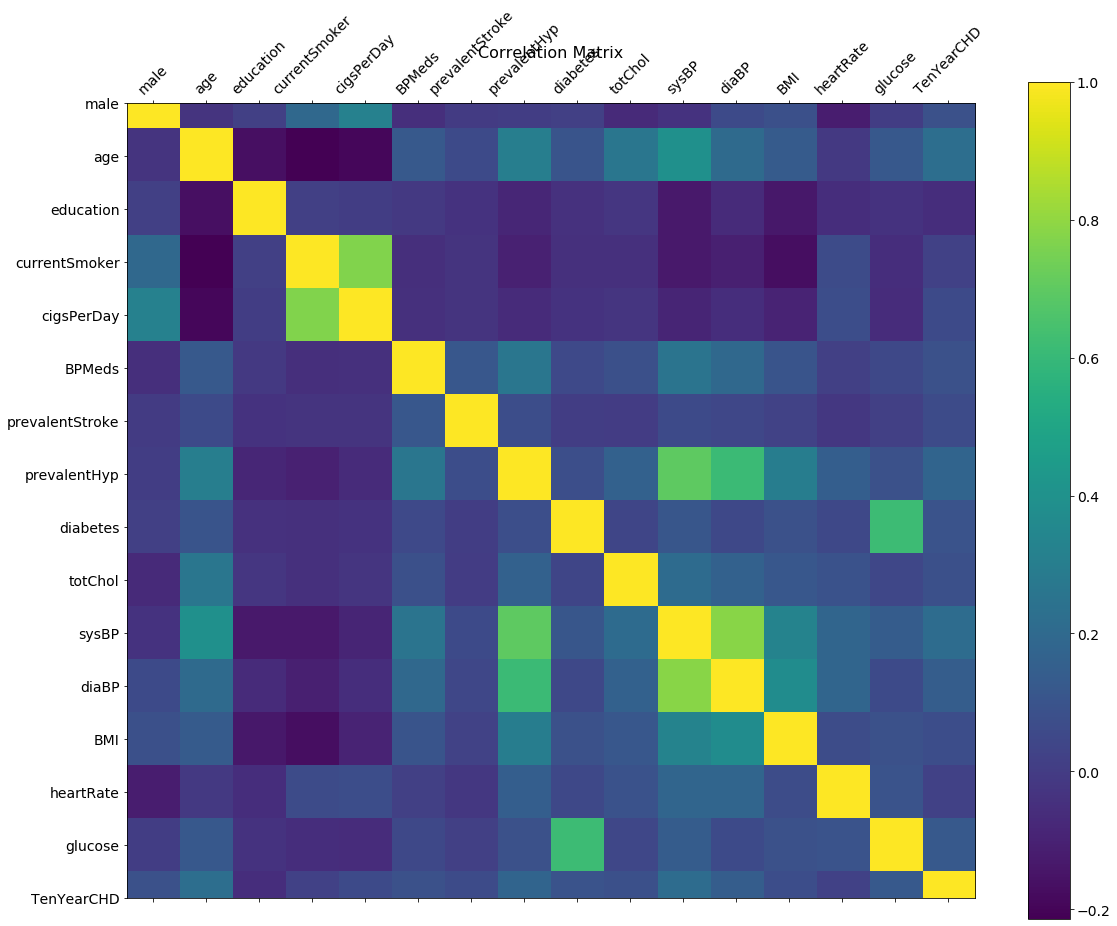 Correlation Matrix
male
age
education
currentSmoker
cigsPerDay
BPMeds
prevalentStroke
prevalentHyp
diabetes
totChol
sysBP
diaBP
BMI
heartRate
glucose
TenYearCHD
male
age
education
currentSmoker
cigsPerDay
BPMeds
prevalentStroke
prevalentHyp
diabetes
totChol
sysBP
diaBP
BMI
heartRate
glucose
TenYearCHD
1.0
0.8
0.6
0.4
0.2
0.0
−0.2